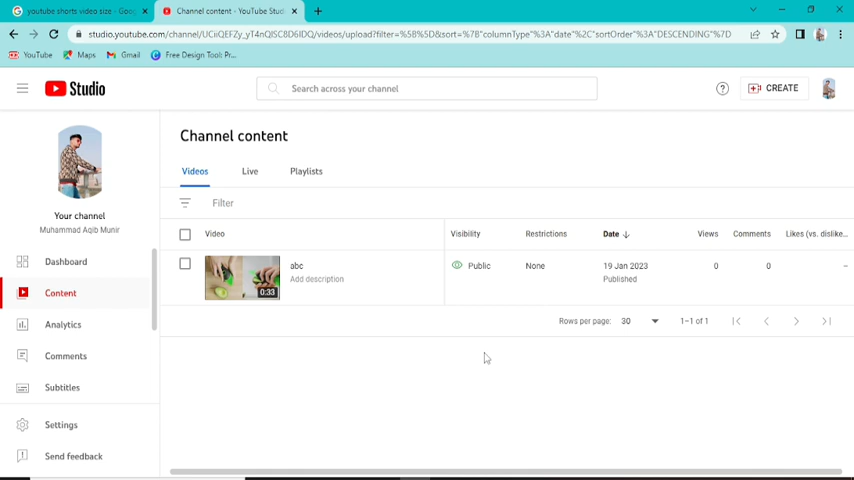 youtube shorts video size - Goog
Channel content - YouTube Stud
studio.youtube.com/channel/UCiiQEFZy_yT4nQISC8D6IDQ/videos/upload?filter=%5B%5D&sort=%7B"columnType"%3A"date"%2C"sortOrder"%3A"DESCENDING"%7D
YouTube
Maps
Gmail
Free Design Tool: Pr...
Studio
Search across your channel
CREATE
Channel content
Videos
Live
Playlists
Filter
Your channel
Muhammad Aqib Munir
Dashboard
Content
Analytics
Comments
Subtitles
Settings
Send feedback
Video
Visibility
Restrictions
Date
Views
Comments
Likes (vs. dislike...
0:33
abc
Add description
Public
None
19 Jan 2023
Published
0
0
–
Rows per page:
30
1–1 of 1